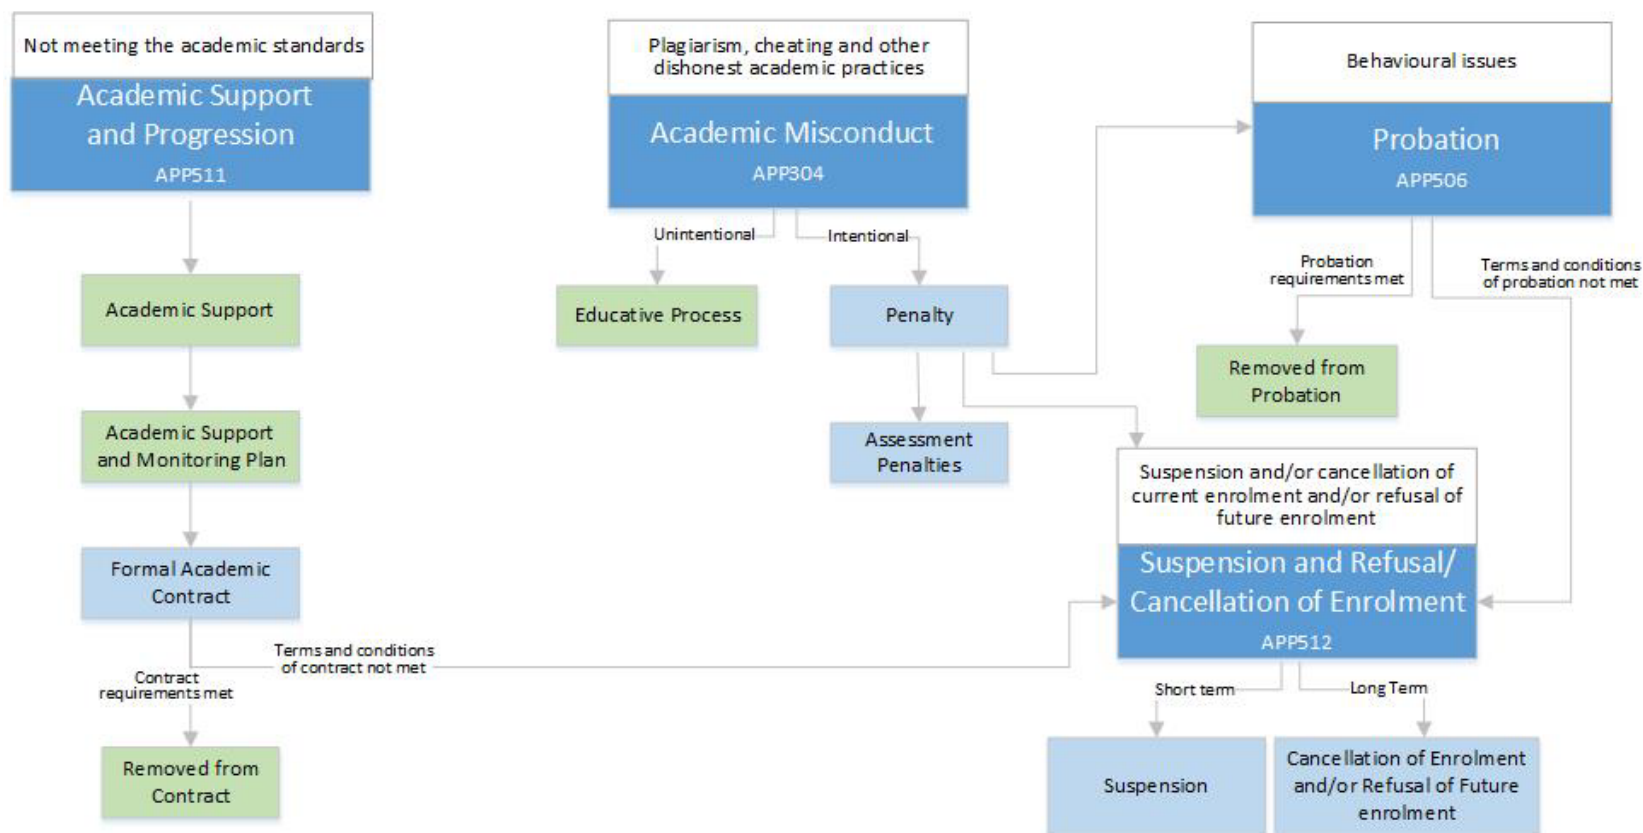 Not meeting the academic standards
Academic Support
and Progression
APP511
Academic Support
Academic Support
and Monitoring Plan
Formal Academic
Contract
Terms and conditions
of contract not met
Contract
requirements met
Removed from
Contract
Plagiarism, cheating and other
dishonest academic practices
Academic Misconduct
APP304
Unintentional
Intentional
Educative Process
Penalty
Assessment
Penalties
Behavioural issues
Probation
APP506
Probation
requirements met
Terms and conditions
of probation not met
Removed from
Probation
Suspension and/or cancellation of
current enrolment and/or refusal of
future enrolment
Suspension and Refusal/
Cancellation of Enrolment
APP512
Short term
Long Term
Suspension
Cancellation of Enrolment
and/or Refusal of Future
enrolment